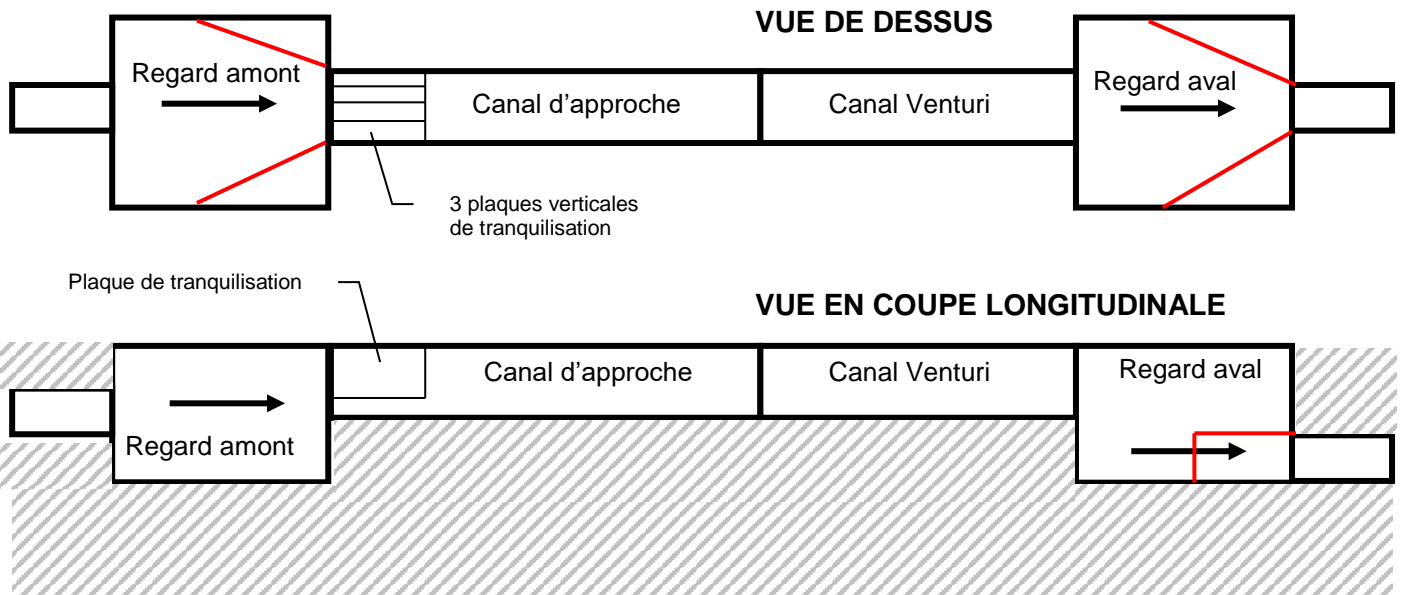 VUE DE DESSUS
Regard amont
Canal d'approche
Canal Venturi
Regard aval
3 plaques verticales
de tranquilisation
Plaque de tranquilisation
VUE EN COUPE LONGITUDINALE
Canal d'approche
Canal Venturi
Regard aval
Regard amont